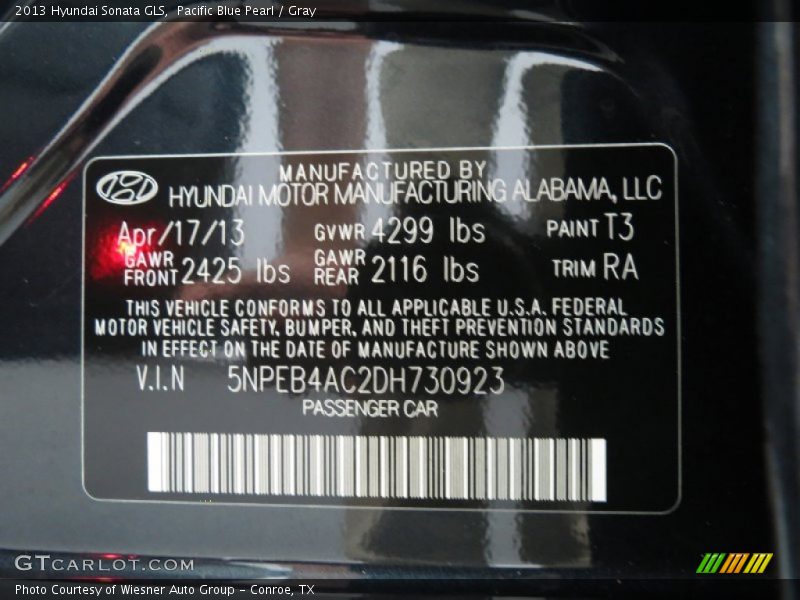 2013 Hyundai Sonata GLS, Pacific Blue Pearl / Gray
MANUFACTURED BY
HYUNDAI MOTOR MANUFACTURING ALABAMA, LLC
Apr/17/13 GVWR 4299 lbs PAINT T3
GAWR FRONT 2425 lbs GAWR REAR 2116 lbs TRIM RA
THIS VEHICLE CONFORMS TO ALL APPLICABLE U.S.A. FEDERAL
MOTOR VEHICLE SAFETY, BUMPER, AND THEFT PREVENTION STANDARDS
IN EFFECT ON THE DATE OF MANUFACTURE SHOWN ABOVE
V.I.N 5NPEB4AC2DH730923
PASSENGER CAR
GTCARLOT.COM
Photo Courtesy of Wiesner Auto Group - Conroe, TX